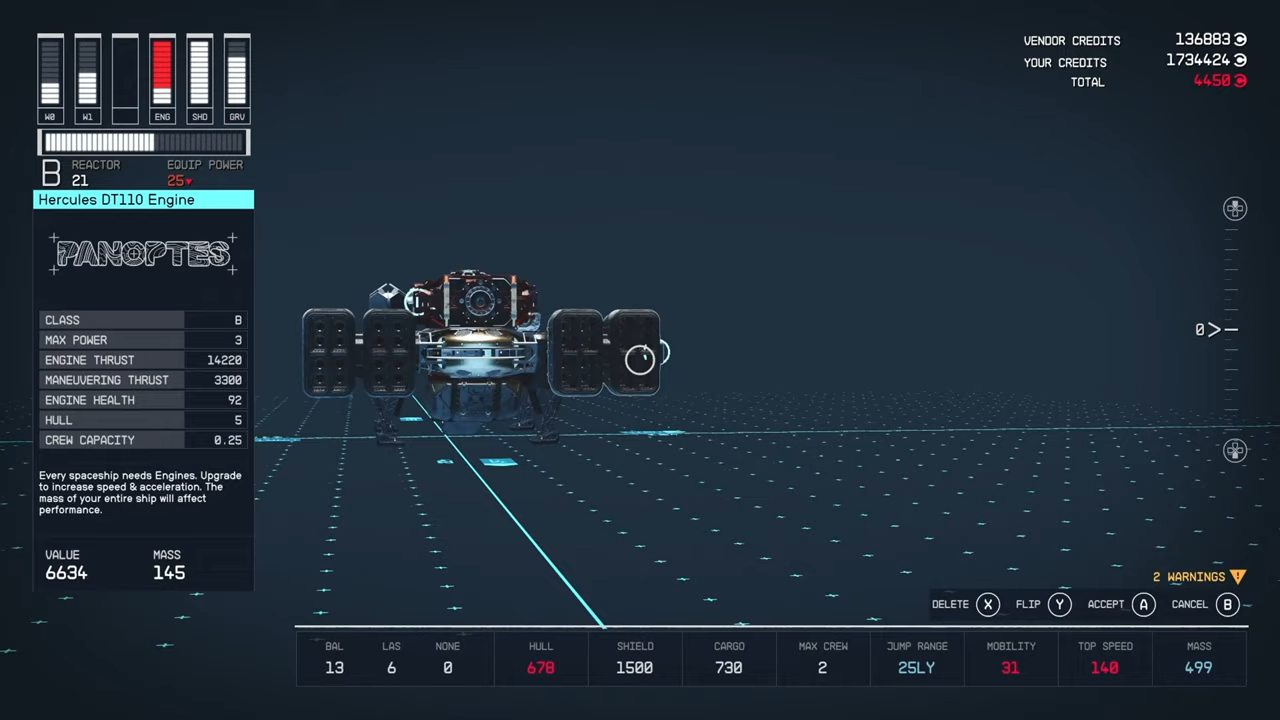 VENDOR CREDITS 136883
YOUR CREDITS 1734424
TOTAL 4450
W0 W1 ENG SHD GRV
B REACTOR EQUIP POWER
21 25
Hercules DT110 Engine
PANOPTES
CLASS B
MAX POWER 3
ENGINE THRUST 14220
MANEUVERING THRUST 3300
ENGINE HEALTH 92
HULL 5
CREW CAPACITY 0.25
Every spaceship needs Engines. Upgrade
to increase speed & acceleration. The
mass of your entire ship will affect
performance.
VALUE MASS
6634 145
0
2 WARNINGS
DELETE X FLIP Y ACCEPT A CANCEL B
BAL LAS NONE HULL SHIELD CARGO MAX CREW JUMP RANGE MOBILITY TOP SPEED MASS
13 6 0 678 1500 730 2 25LY 31 140 499